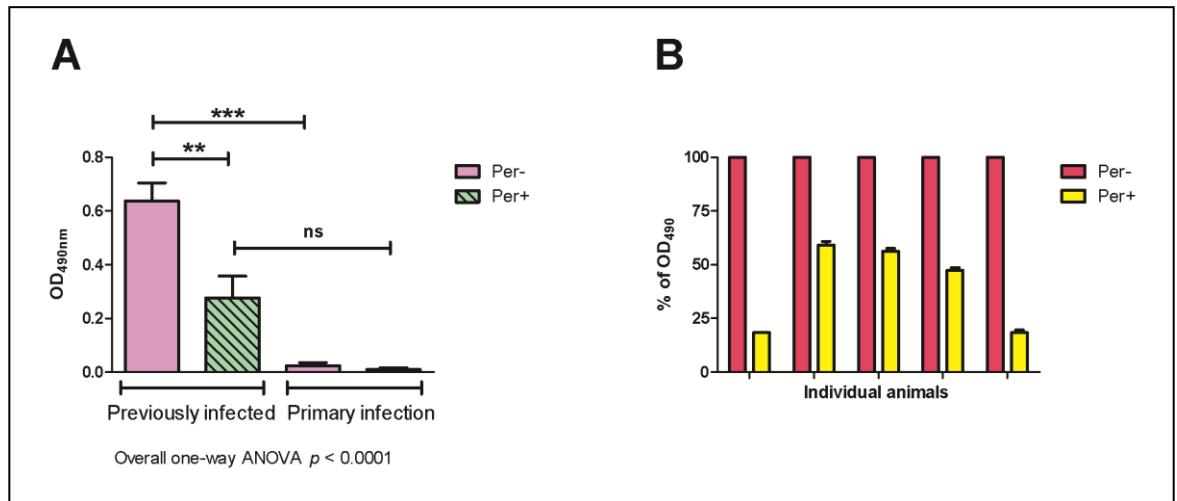 A
***
**
ns
0.8
0.6
0.4
0.2
0.0
OD490nm
Per-
Per+
Previously infected
Primary infection
Overall one-way ANOVA p < 0.0001
B
100
75
50
25
0
% of OD490
Per-
Per+
Individual animals